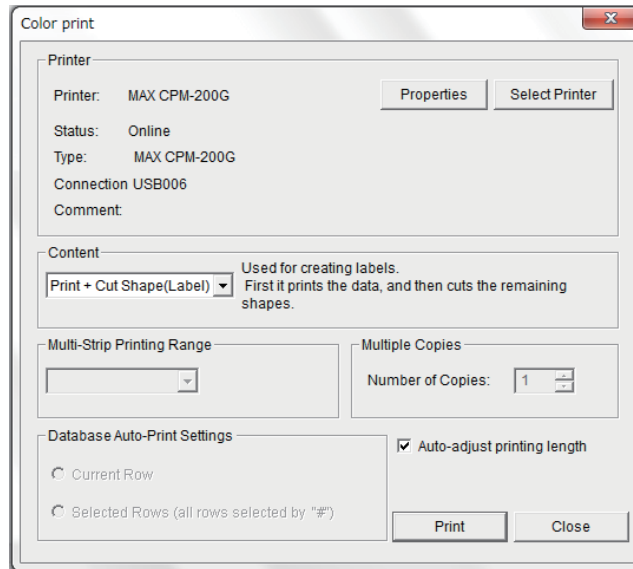 Color print
Printer
Printer: MAX CPM-200G Properties Select Printer
Status: Online
Type: MAX CPM-200G
Connection USB006
Comment:
Content
Print + Cut Shape(Label)
Used for creating labels.
First it prints the data, and then cuts the remaining
shapes.
Multi-Strip Printing Range
Multiple Copies
Number of Copies: 1
Database Auto-Print Settings
Current Row
Selected Rows (all rows selected by "#")
Auto-adjust printing length
Print Close